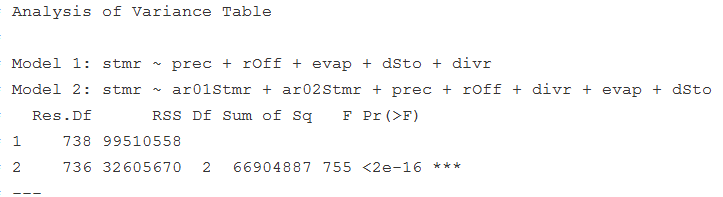 Analysis of Variance Table
Model 1: stmr ~ prec + rOff + evap + dSto + divr
Model 2: stmr ~ ar01Stmr + ar02Stmr + prec + rOff + divr + evap + dSto
Res.Df RSS Df Sum of Sq F Pr(>F)
1 738 99510558
2 736 32605670 2 66904887 755 <2e-16 ***
---